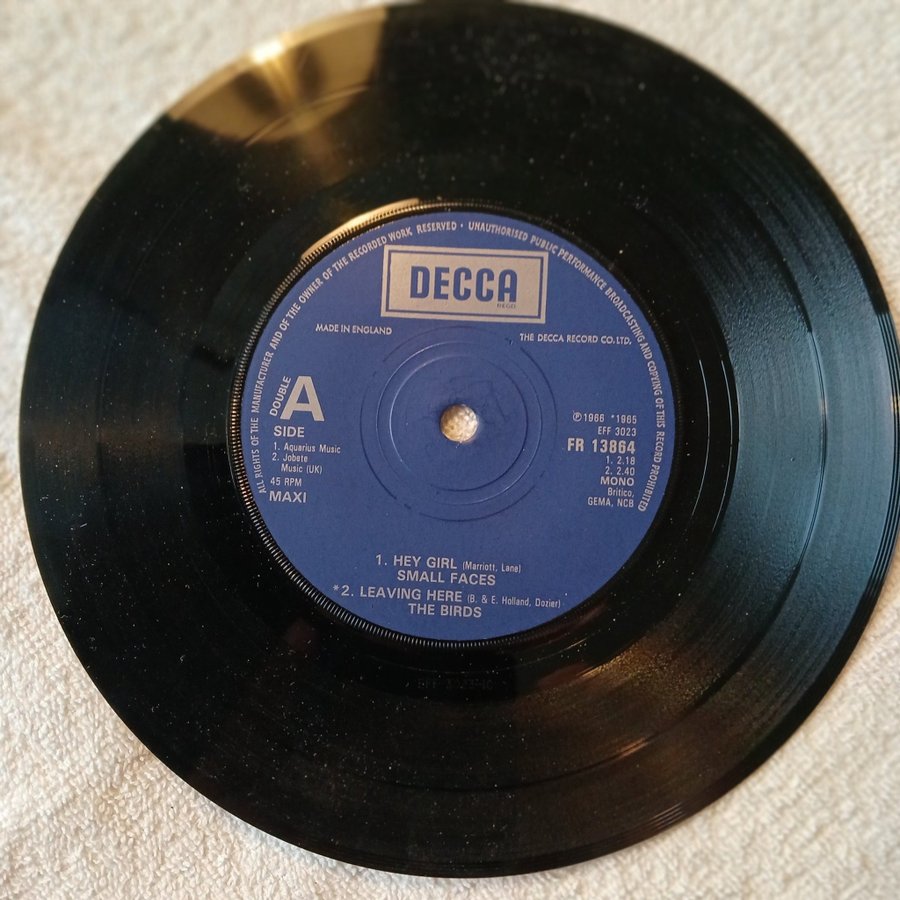 ALL RIGHTS OF THE MANUFACTURER AND OF THE OWNER OF THE RECORDED WORK RESERVED · UNAUTHORISED PUBLIC PERFORMANCE BROADCASTING AND COPYING OF THIS RECORD PROHIBITED
DECCA
REGD.
MADE IN ENGLAND
THE DECCA RECORD CO. LTD.
DOUBLE A
SIDE
1. Aquarius Music
2. Jobete
Music (UK)
45 RPM
MAXI
℗1966 *1965
EFF 3023
FR 13864
1. 2.18
2. 2.40
MONO
Britico,
GEMA, NCB
1. HEY GIRL (Marriott, Lane)
SMALL FACES
*2. LEAVING HERE (B. & E. Holland, Dozier)
THE BIRDS